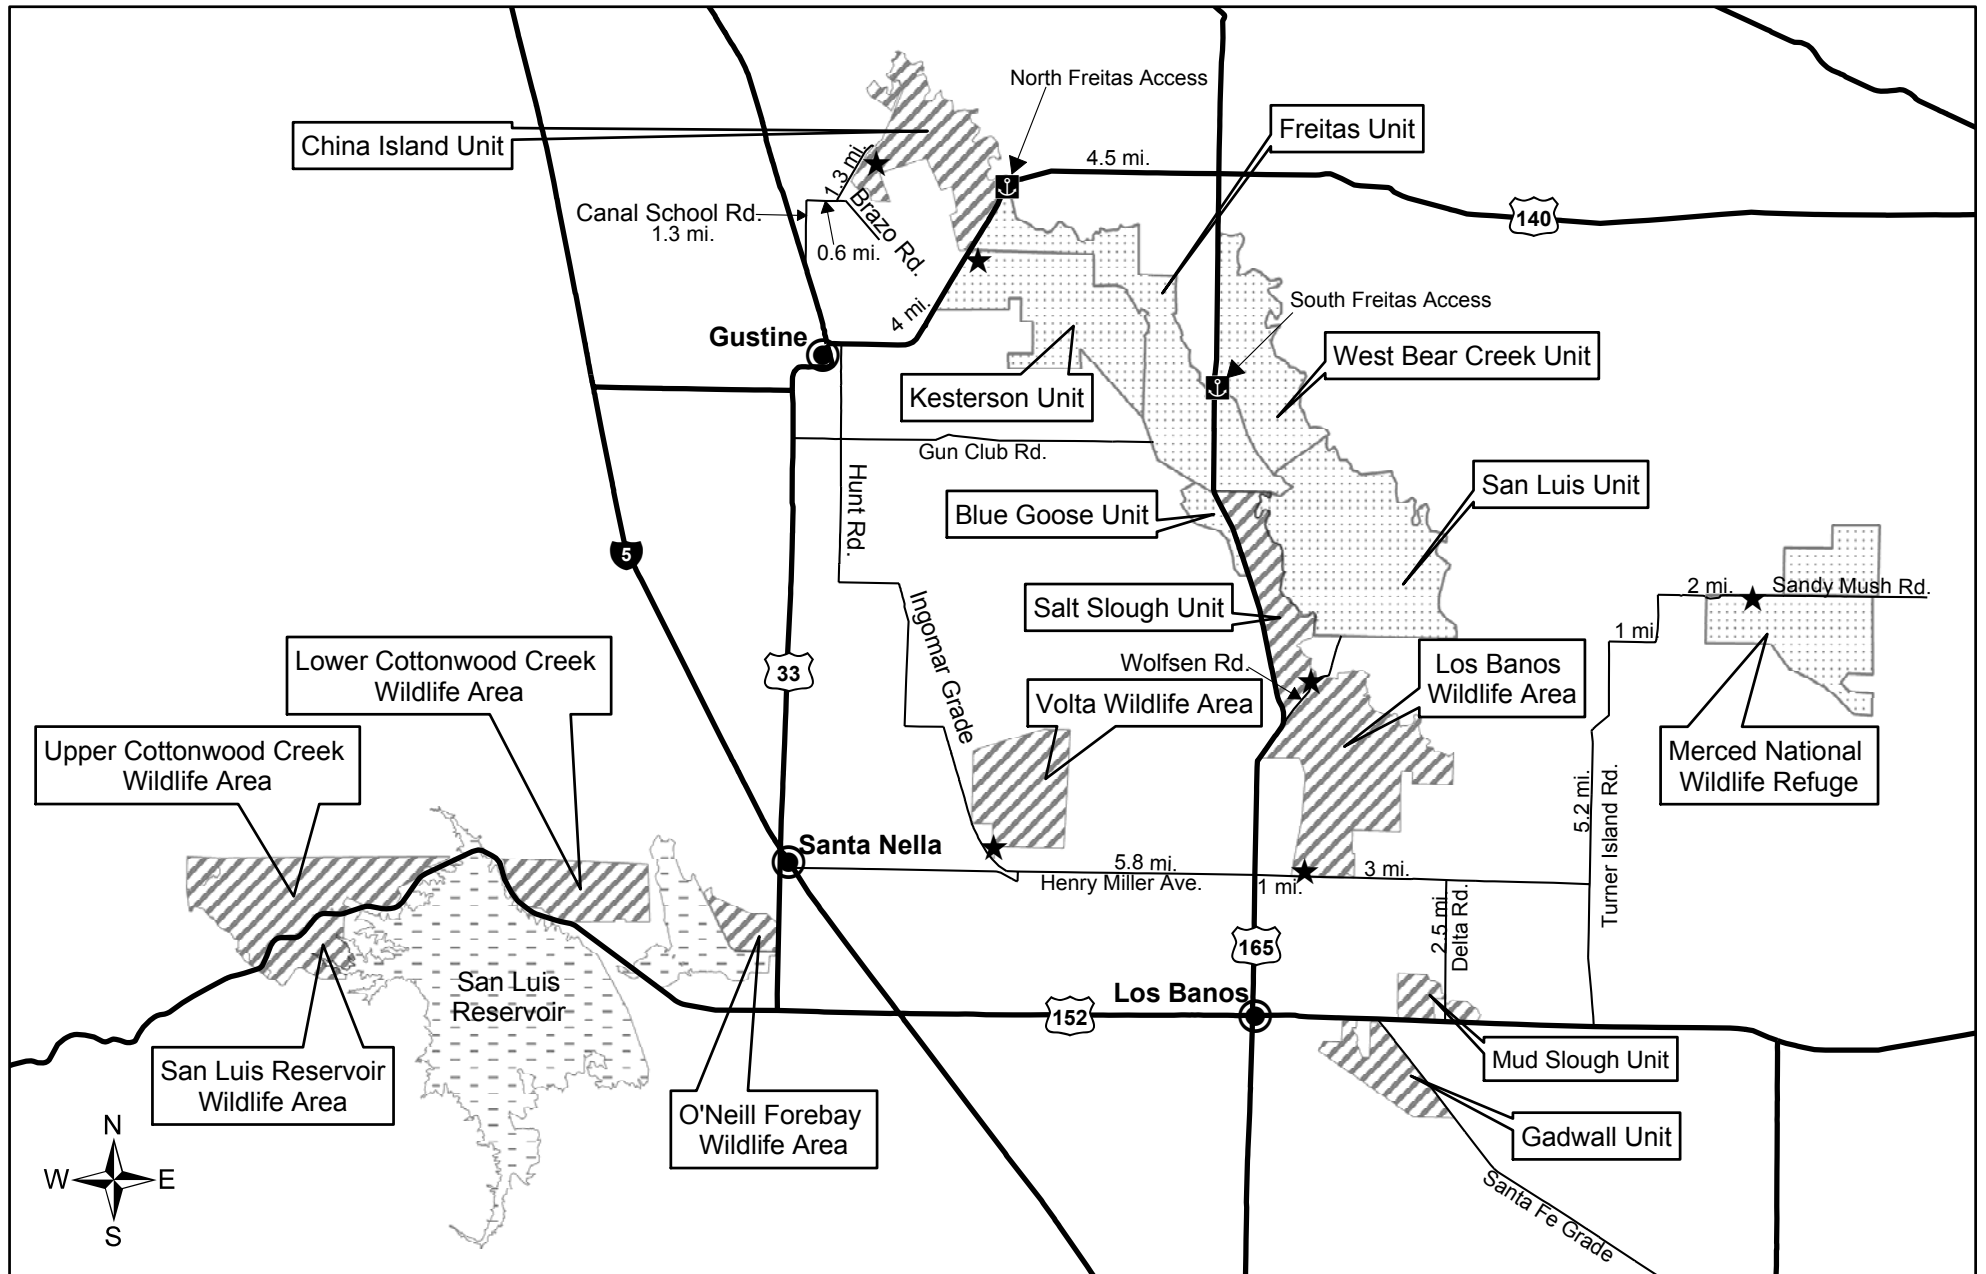 North Freitas Access
China Island Unit
Freitas Unit
4.5 mi.
1.3 mi.
Canal School Rd.
1.3 mi.
Brazo Rd.
0.6 mi.
140
4 mi.
South Freitas Access
Gustine
West Bear Creek Unit
Kesterson Unit
Gun Club Rd.
Hunt Rd.
San Luis Unit
Blue Goose Unit
5
2 mi.
Sandy Mush Rd.
Salt Slough Unit
1 mi.
Ingomar Grade
Lower Cottonwood Creek
Wildlife Area
33
Wolfsen Rd.
Los Banos
Wildlife Area
Volta Wildlife Area
Upper Cottonwood Creek
Wildlife Area
Merced National
Wildlife Refuge
5.2 mi.
Turner Island Rd.
Santa Nella
5.8 mi.
Henry Miller Ave.
1 mi.
3 mi.
2.5 mi.
Delta Rd.
165
San Luis
Reservoir
Los Banos
152
Mud Slough Unit
San Luis Reservoir
Wildlife Area
O'Neill Forebay
Wildlife Area
Gadwall Unit
Santa Fe Grade
N
W
E
S